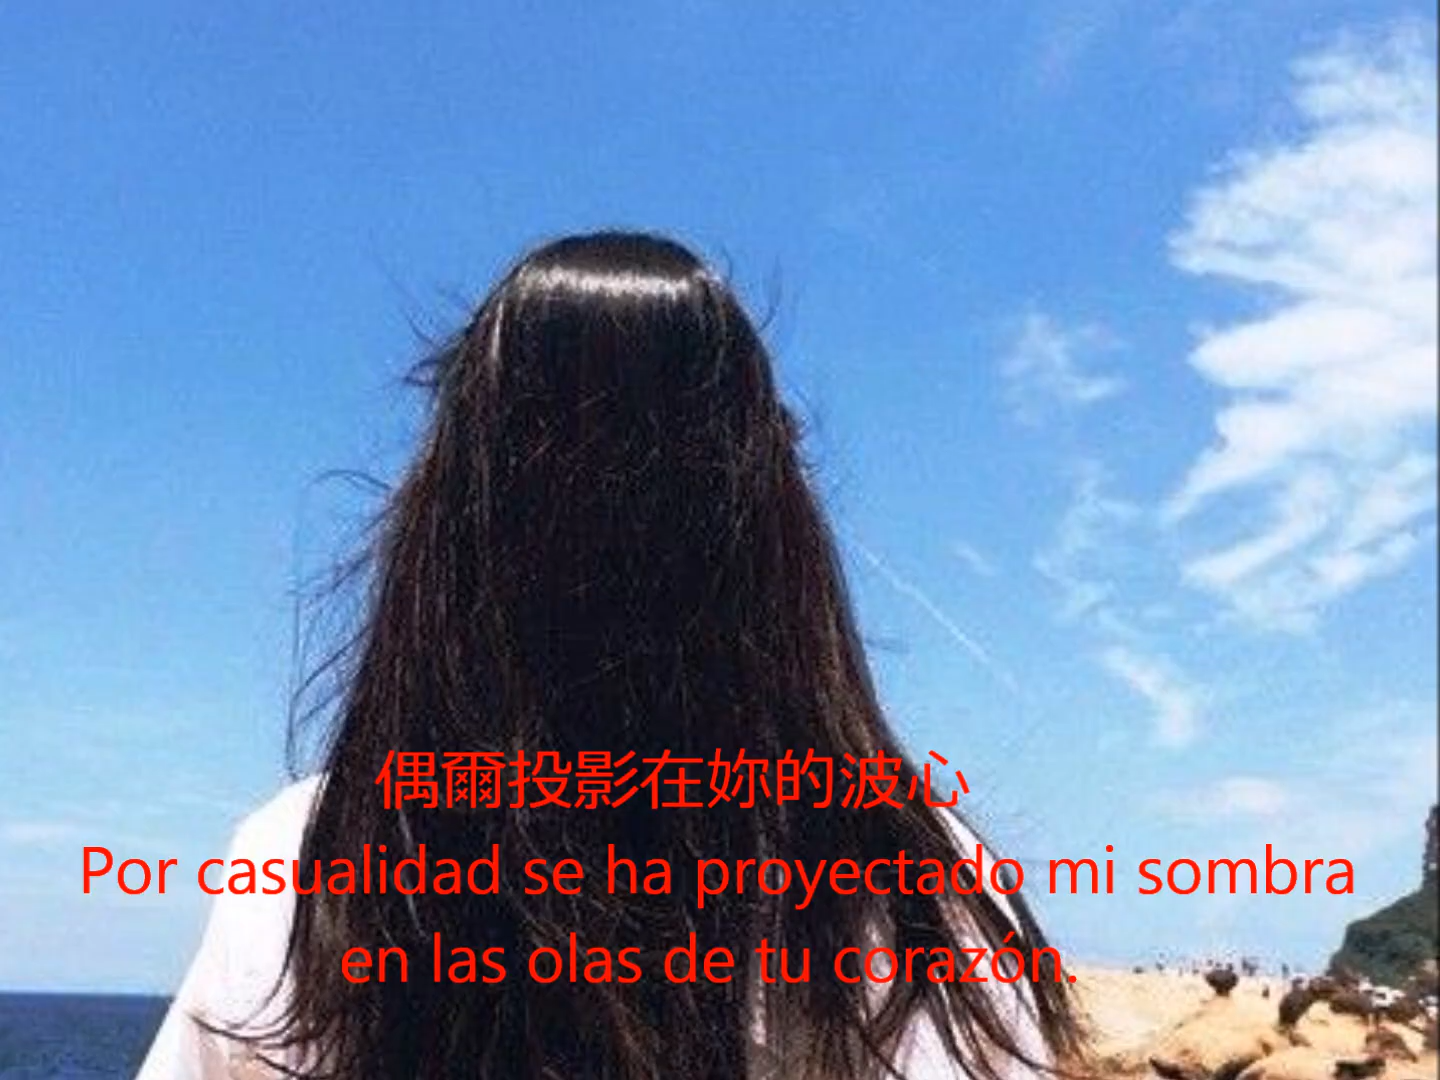 偶爾投影在妳的波心
Por casualidad se ha proyectado mi sombra
en las olas de tu corazón.